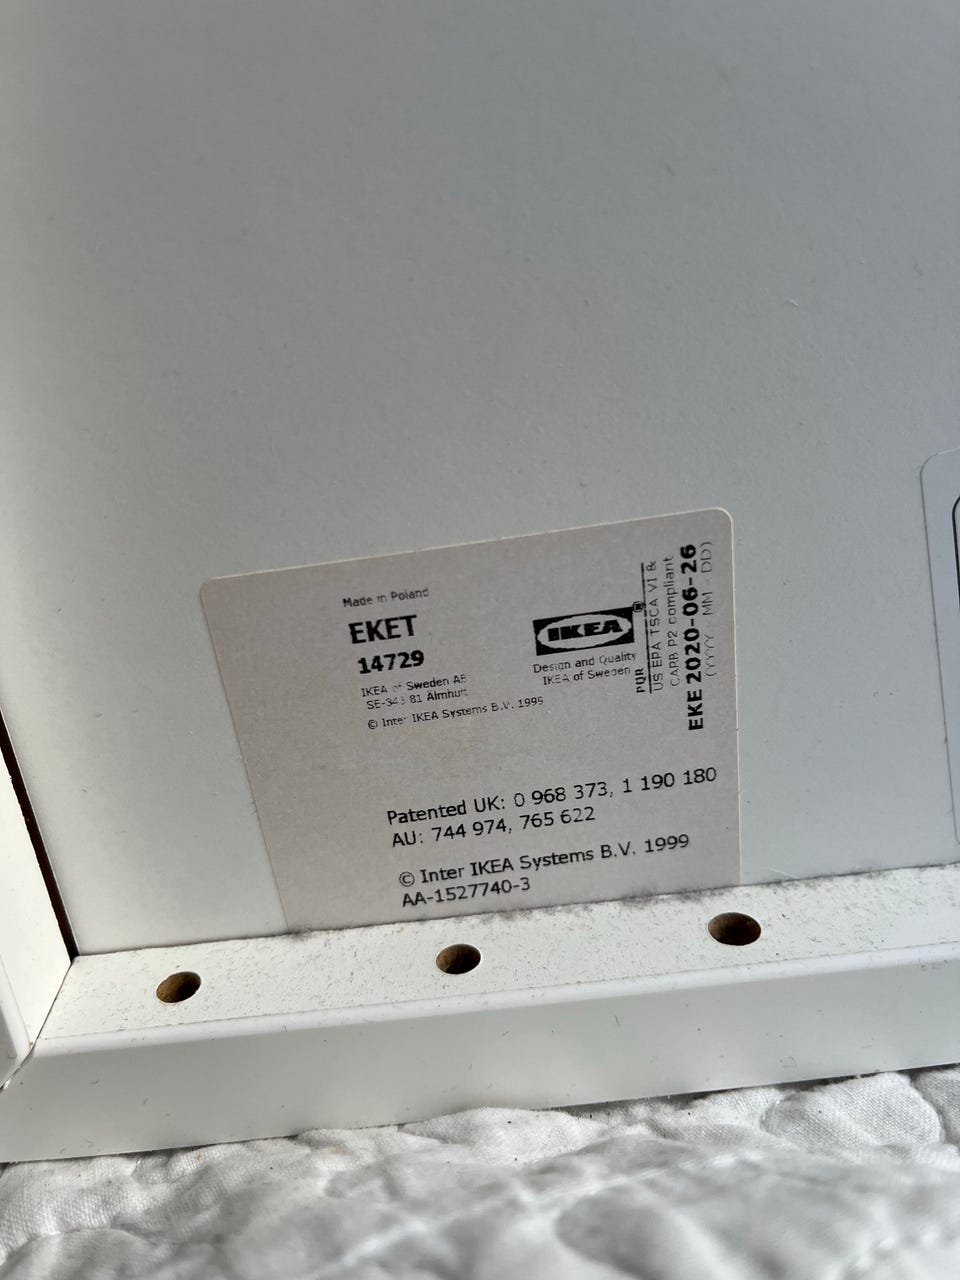 Made in Poland
EKET
14729
IKEA of Sweden AB
SE-343 81 Älmhult
© Inter IKEA Systems B.V. 1999
IKEA®
Design and Quality
IKEA of Sweden
PQR
US EPA TSCA VI &
CARB P2 compliant
EKE 2020-06-26
(YYYY - MM - DD)
Patented UK: 0 968 373, 1 190 180
AU: 744 974, 765 622
© Inter IKEA Systems B.V. 1999
AA-1527740-3